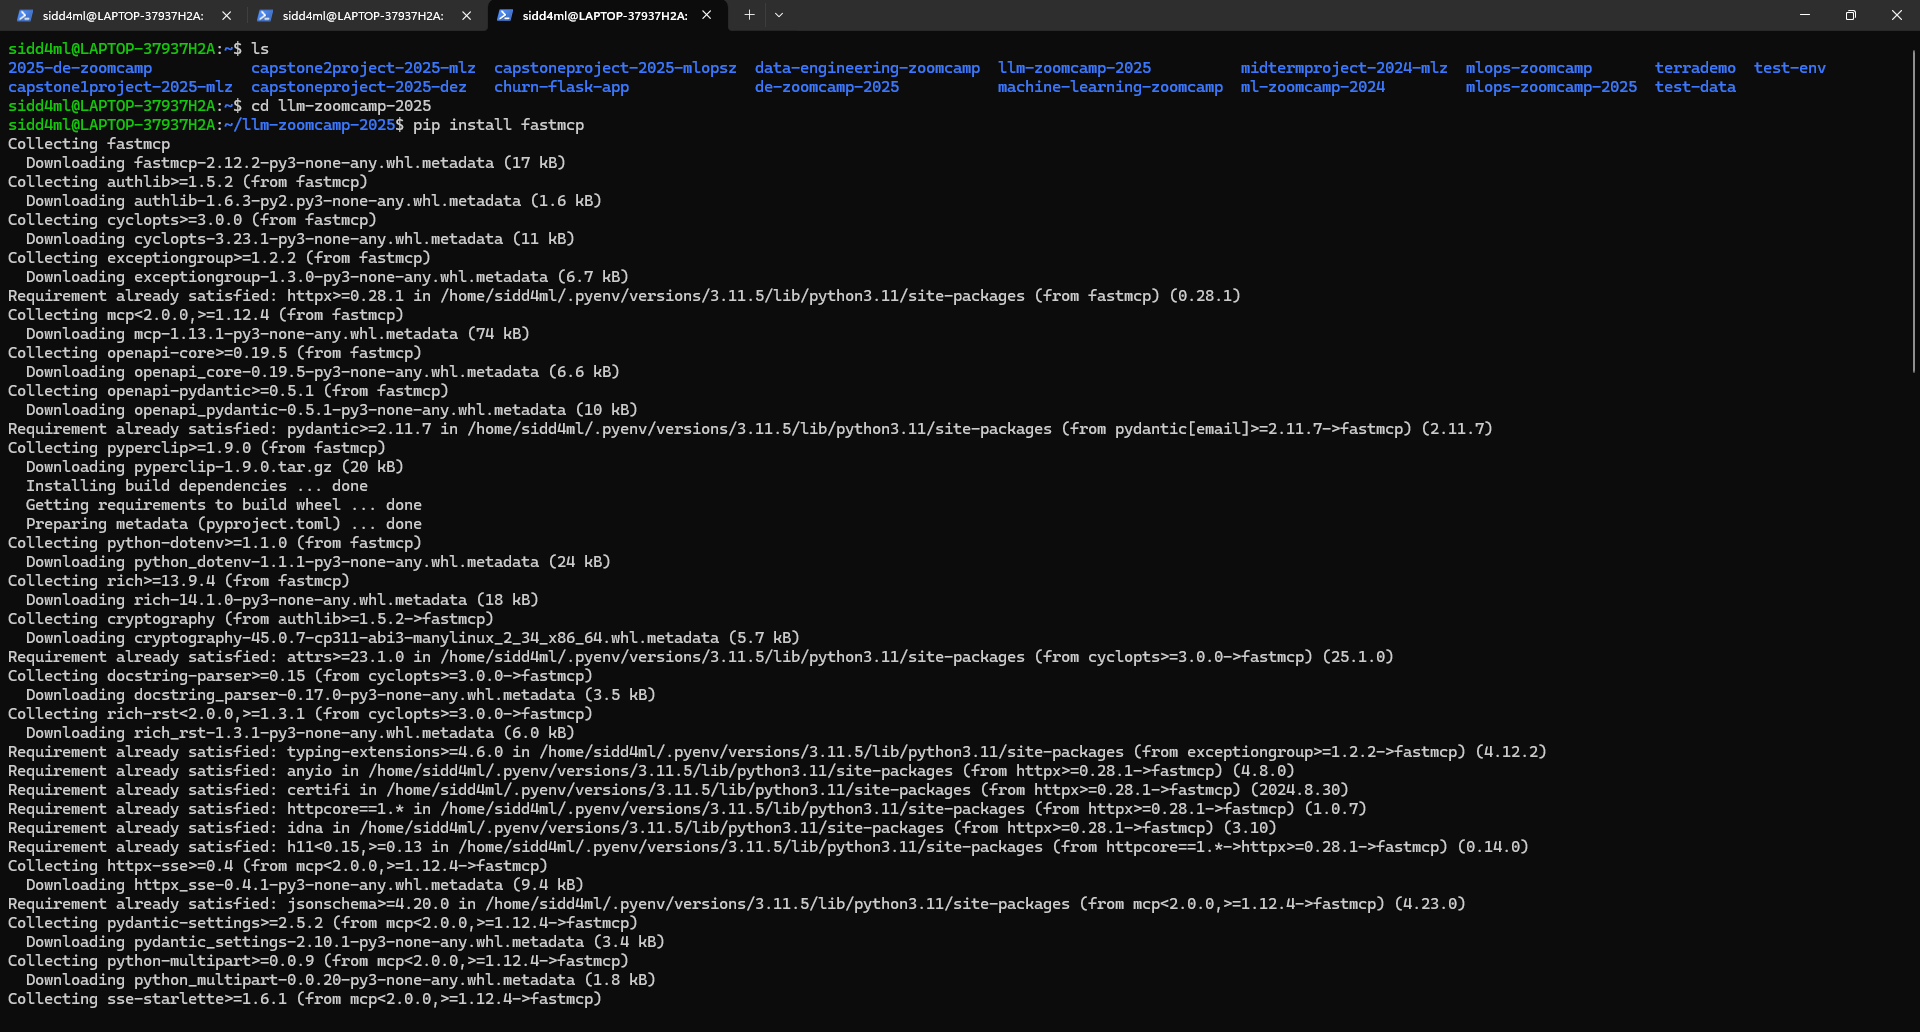 sidd4ml@LAPTOP-37937H2A: sidd4ml@LAPTOP-37937H2A: sidd4ml@LAPTOP-37937H2A:
sidd4ml@LAPTOP-37937H2A:~$ ls
2025-de-zoomcamp capstone2project-2025-mlz capstoneproject-2025-mlopsz data-engineering-zoomcamp llm-zoomcamp-2025 midtermproject-2024-mlz mlops-zoomcamp terrademo test-env
capstone1project-2025-mlz capstoneproject-2025-dez churn-flask-app de-zoomcamp-2025 machine-learning-zoomcamp ml-zoomcamp-2024 mlops-zoomcamp-2025 test-data
sidd4ml@LAPTOP-37937H2A:~$ cd llm-zoomcamp-2025
sidd4ml@LAPTOP-37937H2A:~/llm-zoomcamp-2025$ pip install fastmcp
Collecting fastmcp
  Downloading fastmcp-2.12.2-py3-none-any.whl.metadata (17 kB)
Collecting authlib>=1.5.2 (from fastmcp)
  Downloading authlib-1.6.3-py2.py3-none-any.whl.metadata (1.6 kB)
Collecting cyclopts>=3.0.0 (from fastmcp)
  Downloading cyclopts-3.23.1-py3-none-any.whl.metadata (11 kB)
Collecting exceptiongroup>=1.2.2 (from fastmcp)
  Downloading exceptiongroup-1.3.0-py3-none-any.whl.metadata (6.7 kB)
Requirement already satisfied: httpx>=0.28.1 in /home/sidd4ml/.pyenv/versions/3.11.5/lib/python3.11/site-packages (from fastmcp) (0.28.1)
Collecting mcp<2.0.0,>=1.12.4 (from fastmcp)
  Downloading mcp-1.13.1-py3-none-any.whl.metadata (74 kB)
Collecting openapi-core>=0.19.5 (from fastmcp)
  Downloading openapi_core-0.19.5-py3-none-any.whl.metadata (6.6 kB)
Collecting openapi-pydantic>=0.5.1 (from fastmcp)
  Downloading openapi_pydantic-0.5.1-py3-none-any.whl.metadata (10 kB)
Requirement already satisfied: pydantic>=2.11.7 in /home/sidd4ml/.pyenv/versions/3.11.5/lib/python3.11/site-packages (from pydantic[email]>=2.11.7->fastmcp) (2.11.7)
Collecting pyperclip>=1.9.0 (from fastmcp)
  Downloading pyperclip-1.9.0.tar.gz (20 kB)
  Installing build dependencies ... done
  Getting requirements to build wheel ... done
  Preparing metadata (pyproject.toml) ... done
Collecting python-dotenv>=1.1.0 (from fastmcp)
  Downloading python_dotenv-1.1.1-py3-none-any.whl.metadata (24 kB)
Collecting rich>=13.9.4 (from fastmcp)
  Downloading rich-14.1.0-py3-none-any.whl.metadata (18 kB)
Collecting cryptography (from authlib>=1.5.2->fastmcp)
  Downloading cryptography-45.0.7-cp311-abi3-manylinux_2_34_x86_64.whl.metadata (5.7 kB)
Requirement already satisfied: attrs>=23.1.0 in /home/sidd4ml/.pyenv/versions/3.11.5/lib/python3.11/site-packages (from cyclopts>=3.0.0->fastmcp) (25.1.0)
Collecting docstring-parser>=0.15 (from cyclopts>=3.0.0->fastmcp)
  Downloading docstring_parser-0.17.0-py3-none-any.whl.metadata (3.5 kB)
Collecting rich-rst<2.0.0,>=1.3.1 (from cyclopts>=3.0.0->fastmcp)
  Downloading rich_rst-1.3.1-py3-none-any.whl.metadata (6.0 kB)
Requirement already satisfied: typing-extensions>=4.6.0 in /home/sidd4ml/.pyenv/versions/3.11.5/lib/python3.11/site-packages (from exceptiongroup>=1.2.2->fastmcp) (4.12.2)
Requirement already satisfied: anyio in /home/sidd4ml/.pyenv/versions/3.11.5/lib/python3.11/site-packages (from httpx>=0.28.1->fastmcp) (4.8.0)
Requirement already satisfied: certifi in /home/sidd4ml/.pyenv/versions/3.11.5/lib/python3.11/site-packages (from httpx>=0.28.1->fastmcp) (2024.8.30)
Requirement already satisfied: httpcore==1.* in /home/sidd4ml/.pyenv/versions/3.11.5/lib/python3.11/site-packages (from httpx>=0.28.1->fastmcp) (1.0.7)
Requirement already satisfied: idna in /home/sidd4ml/.pyenv/versions/3.11.5/lib/python3.11/site-packages (from httpx>=0.28.1->fastmcp) (3.10)
Requirement already satisfied: h11<0.15,>=0.13 in /home/sidd4ml/.pyenv/versions/3.11.5/lib/python3.11/site-packages (from httpcore==1.*->httpx>=0.28.1->fastmcp) (0.14.0)
Collecting httpx-sse>=0.4 (from mcp<2.0.0,>=1.12.4->fastmcp)
  Downloading httpx_sse-0.4.1-py3-none-any.whl.metadata (9.4 kB)
Requirement already satisfied: jsonschema>=4.20.0 in /home/sidd4ml/.pyenv/versions/3.11.5/lib/python3.11/site-packages (from mcp<2.0.0,>=1.12.4->fastmcp) (4.23.0)
Collecting pydantic-settings>=2.5.2 (from mcp<2.0.0,>=1.12.4->fastmcp)
  Downloading pydantic_settings-2.10.1-py3-none-any.whl.metadata (3.4 kB)
Collecting python-multipart>=0.0.9 (from mcp<2.0.0,>=1.12.4->fastmcp)
  Downloading python_multipart-0.0.20-py3-none-any.whl.metadata (1.8 kB)
Collecting sse-starlette>=1.6.1 (from mcp<2.0.0,>=1.12.4->fastmcp)